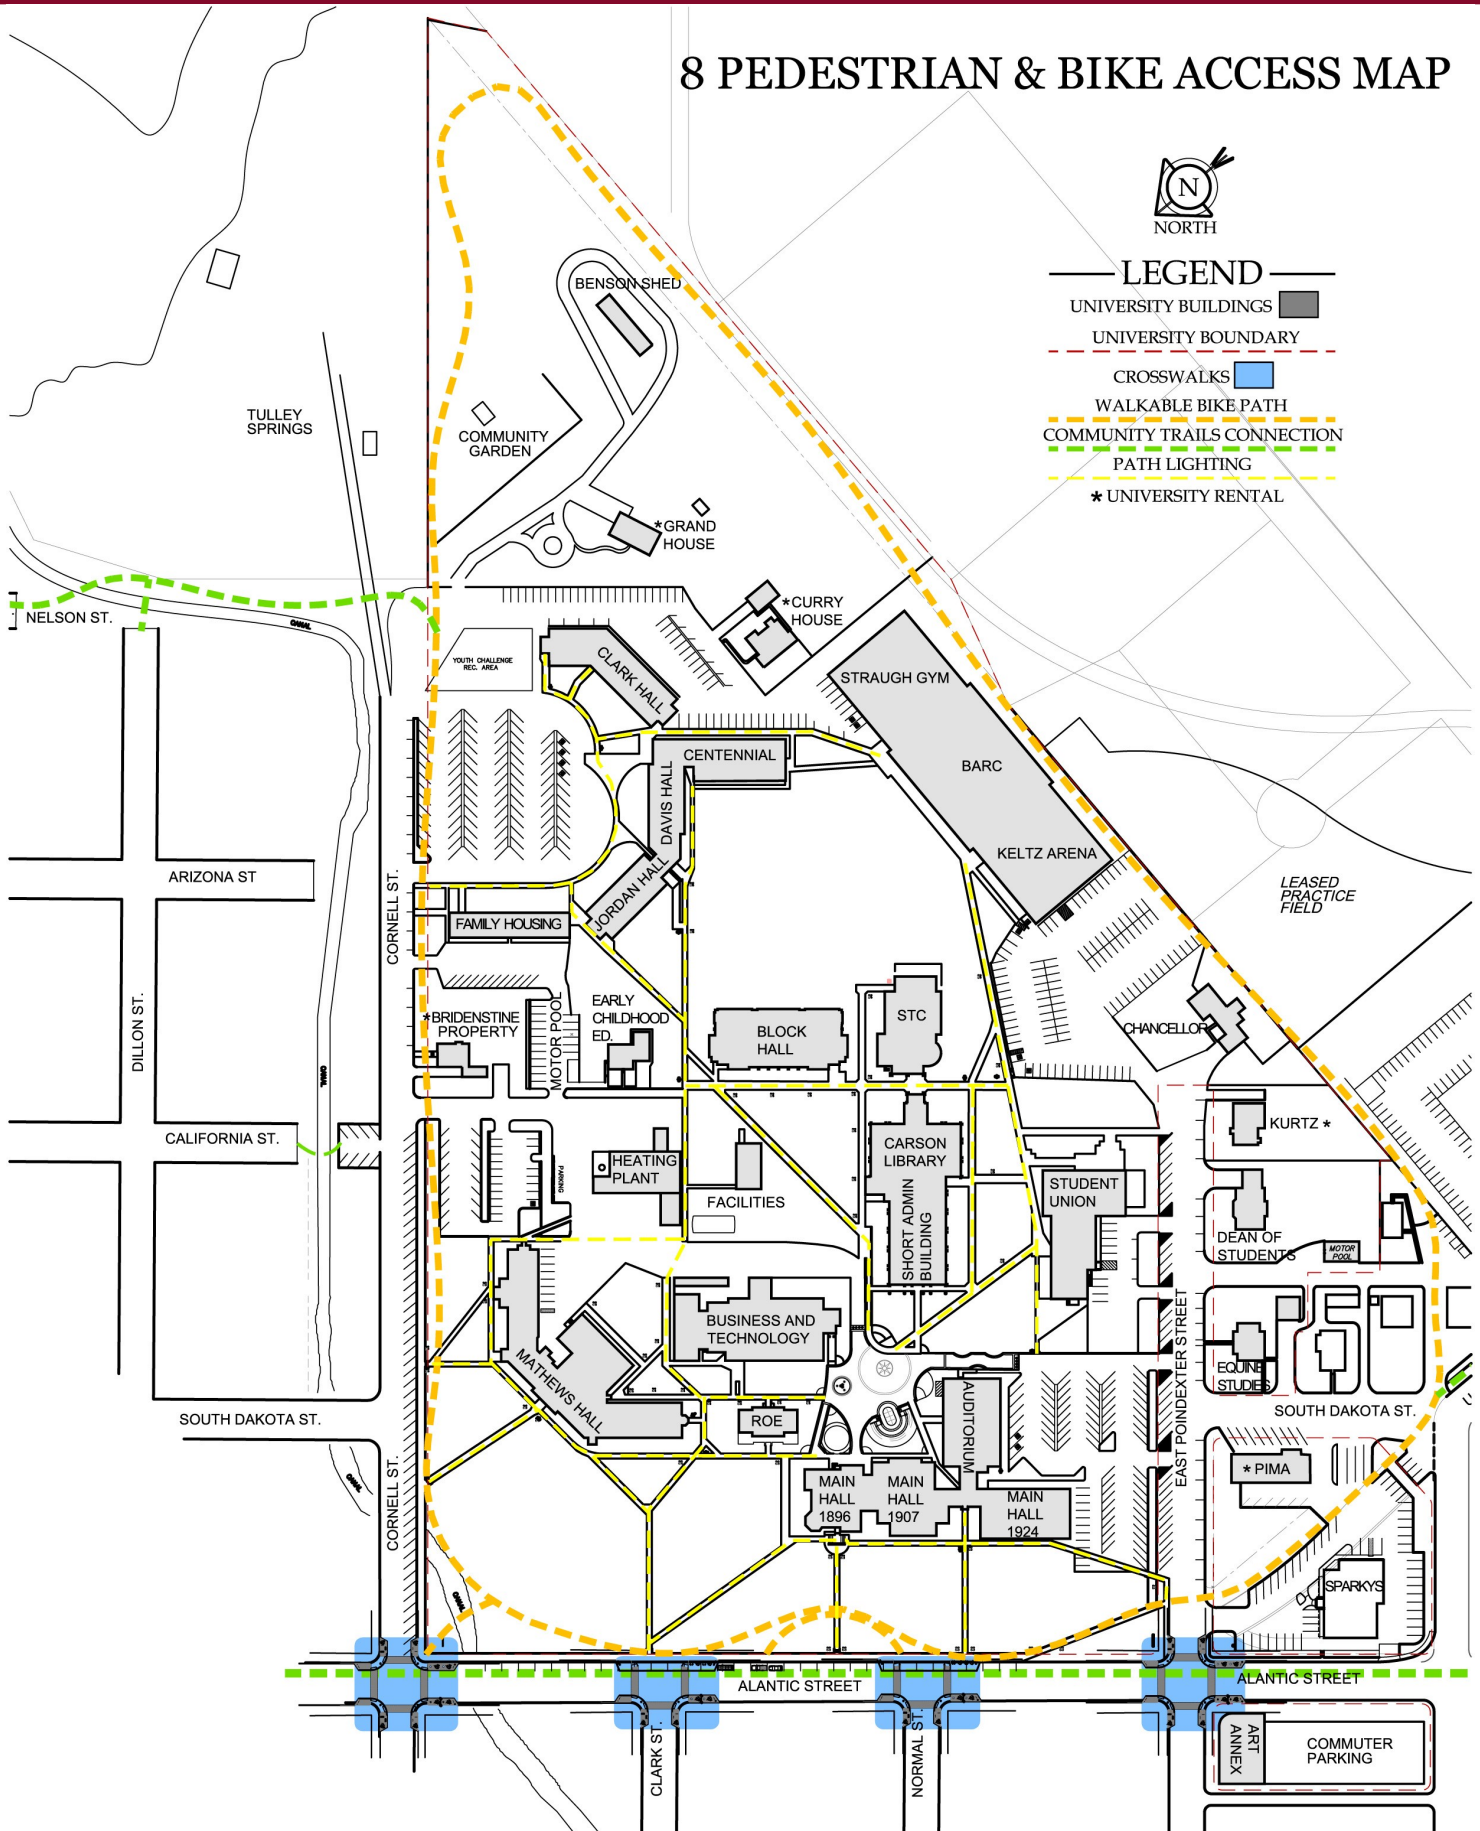 8 PEDESTRIAN & BIKE ACCESS MAP
N
NORTH
LEGEND
UNIVERSITY BUILDINGS
UNIVERSITY BOUNDARY
CROSSWALKS
WALKABLE BIKE PATH
COMMUNITY TRAILS CONNECTION
PATH LIGHTING
* UNIVERSITY RENTAL
BENSON SHED
TULLEY
SPRINGS
COMMUNITY
GARDEN
*GRAND
HOUSE
*CURRY
HOUSE
NELSON ST.
CANAL
YOUTH CHALLENGE
REC. AREA
CLARK HALL
STRAUGH GYM
CENTENNIAL
BARC
DAVIS HALL
KELTZ ARENA
JORDAN HALL
ARIZONA ST
CORNELL ST.
FAMILY HOUSING
LEASED
PRACTICE
FIELD
DILLON ST.
*BRIDENSTINE
PROPERTY
MOTOR POOL
EARLY
CHILDHOOD
ED.
BLOCK
HALL
STC
CHANCELLOR
CANAL
KURTZ *
CALIFORNIA ST.
PARKING
HEATING
PLANT
FACILITIES
CARSON
LIBRARY
SHORT ADMIN
BUILDING
STUDENT
UNION
DEAN OF
STUDENTS
MOTOR
POOL
BUSINESS AND
TECHNOLOGY
MATHEWS HALL
EAST POINDEXTER STREET
EQUINE
STUDIES
SOUTH DAKOTA ST.
SOUTH DAKOTA ST.
ROE
AUDITORIUM
* PIMA
CANAL
CORNELL ST.
MAIN
HALL
1896
MAIN
HALL
1907
MAIN
HALL
1924
SPARKYS
CANAL
ALANTIC STREET
ALANTIC STREET
CLARK ST.
NORMAL ST.
ART
ANNEX
COMMUTER
PARKING